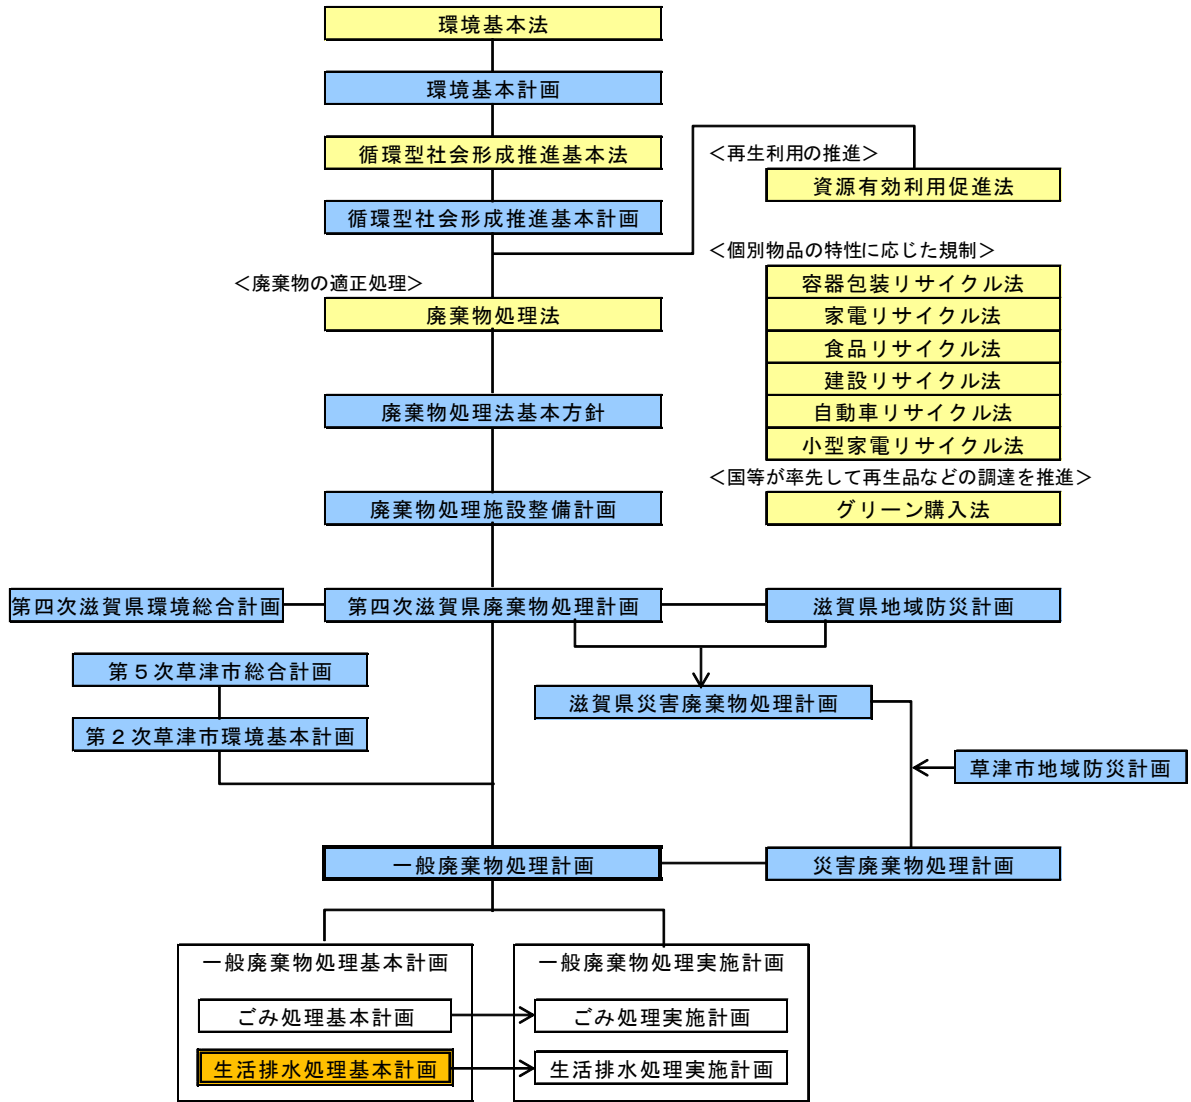 環境基本法
環境基本計画
循環型社会形成推進基本法
＜再生利用の推進＞
資源有効利用促進法
循環型社会形成推進基本計画
＜個別物品の特性に応じた規制＞
＜廃棄物の適正処理＞
容器包装リサイクル法
廃棄物処理法
家電リサイクル法
食品リサイクル法
建設リサイクル法
廃棄物処理法基本方針
自動車リサイクル法
小型家電リサイクル法
＜国等が率先して再生品などの調達を推進＞
廃棄物処理施設整備計画
グリーン購入法
第四次滋賀県環境総合計画
第四次滋賀県廃棄物処理計画
滋賀県地域防災計画
第５次草津市総合計画
滋賀県災害廃棄物処理計画
第２次草津市環境基本計画
草津市地域防災計画
一般廃棄物処理計画
災害廃棄物処理計画
一般廃棄物処理基本計画
一般廃棄物処理実施計画
ごみ処理基本計画
ごみ処理実施計画
生活排水処理基本計画
生活排水処理実施計画